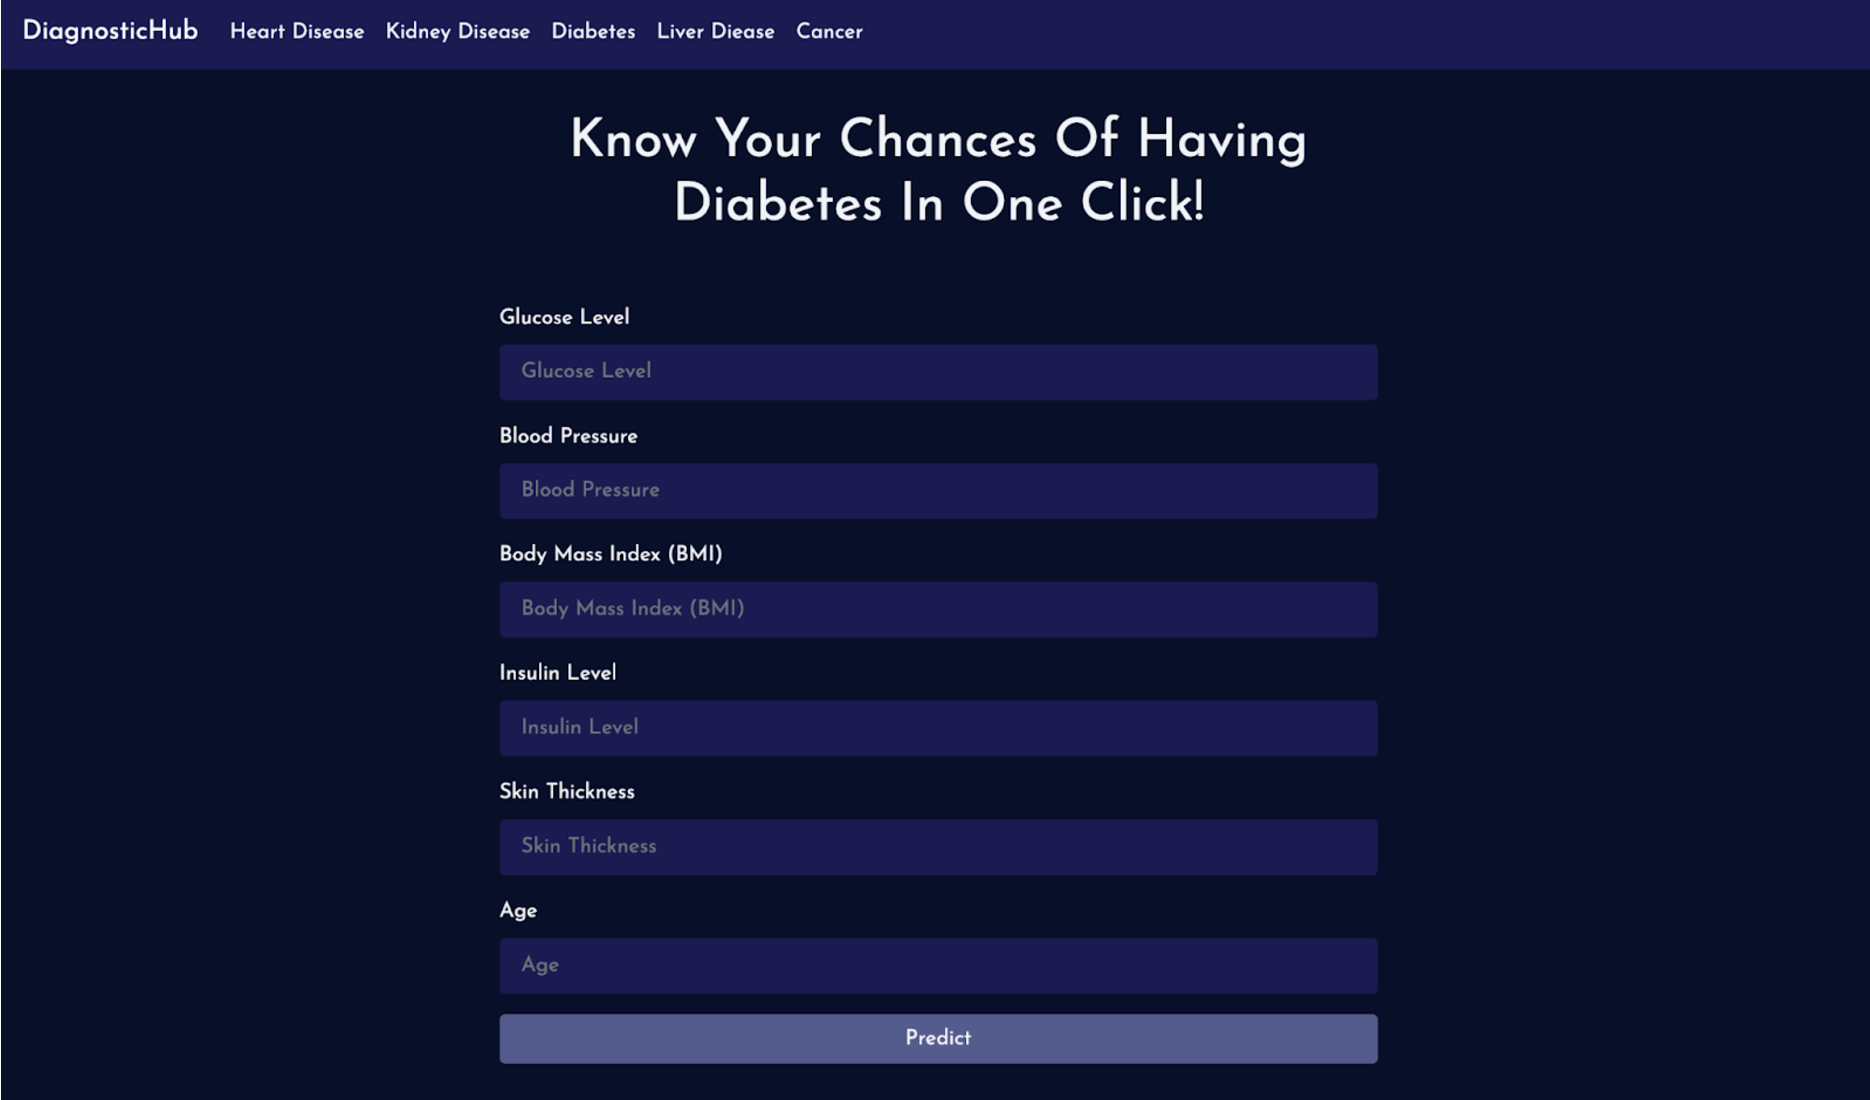 DiagnosticHub Heart Disease Kidney Disease Diabetes Liver Diease Cancer
Know Your Chances Of Having
Diabetes In One Click!
Glucose Level
Glucose Level
Blood Pressure
Blood Pressure
Body Mass Index (BMI)
Body Mass Index (BMI)
Insulin Level
Insulin Level
Skin Thickness
Skin Thickness
Age
Age
Predict